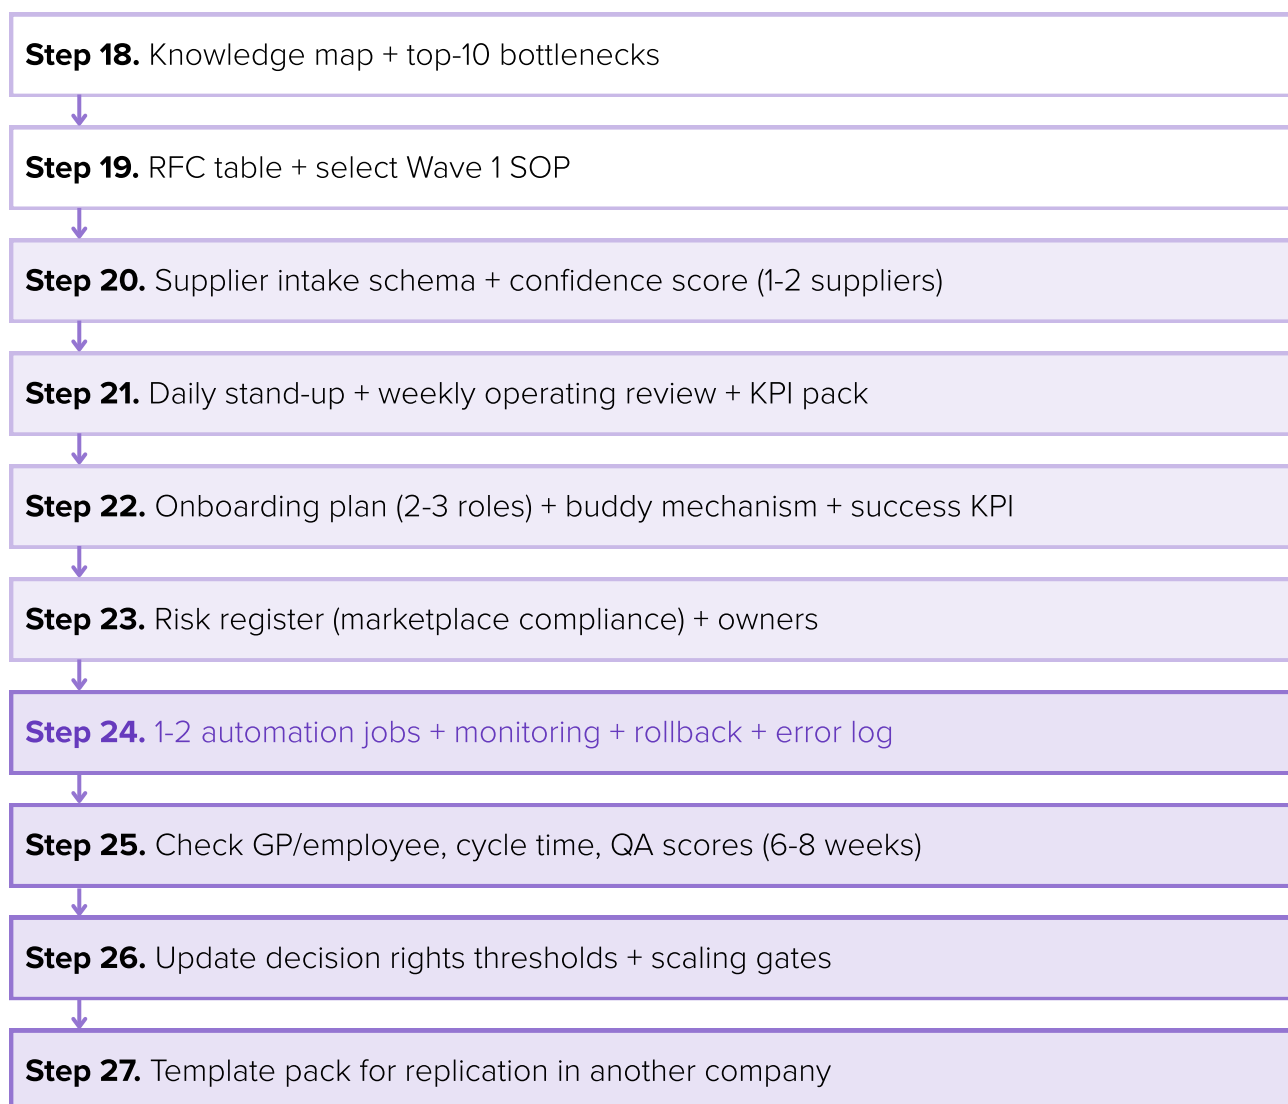 Step 18. Knowledge map + top-10 bottlenecks
Step 19. RFC table + select Wave 1 SOP
Step 20. Supplier intake schema + confidence score (1-2 suppliers)
Step 21. Daily stand-up + weekly operating review + KPI pack
Step 22. Onboarding plan (2-3 roles) + buddy mechanism + success KPI
Step 23. Risk register (marketplace compliance) + owners
Step 24. 1-2 automation jobs + monitoring + rollback + error log
Step 25. Check GP/employee, cycle time, QA scores (6-8 weeks)
Step 26. Update decision rights thresholds + scaling gates
Step 27. Template pack for replication in another company